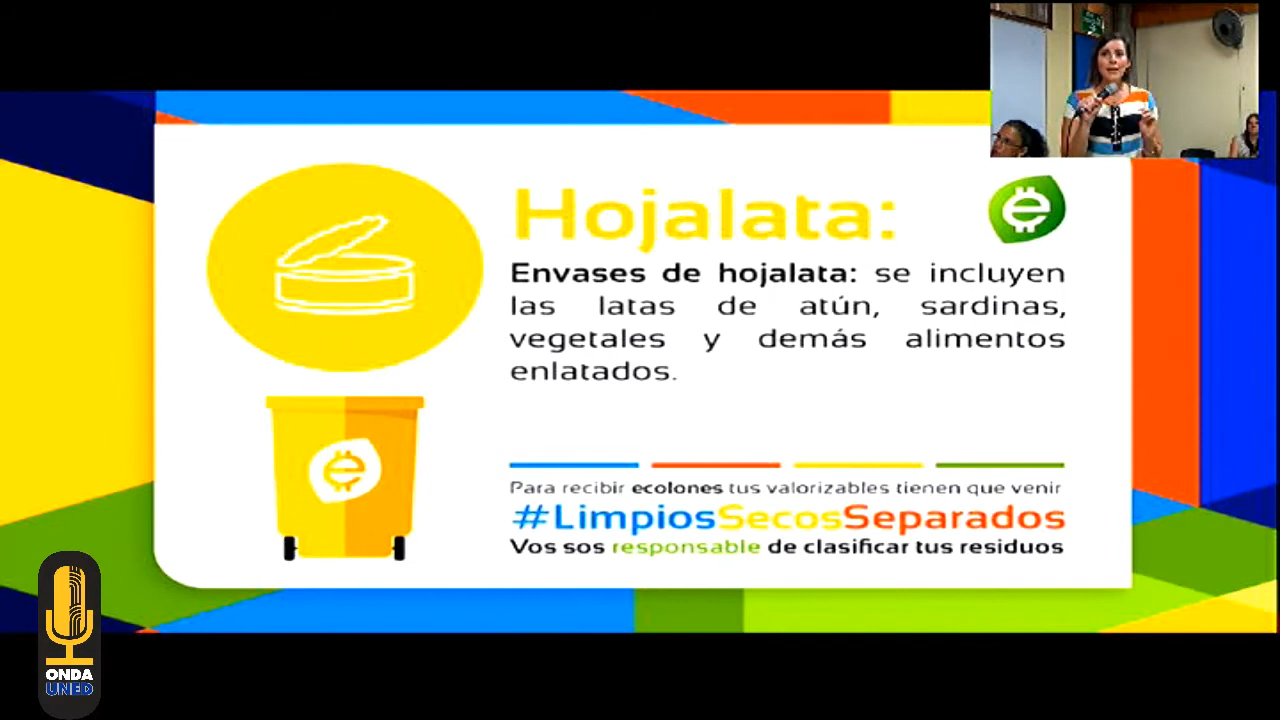 Hojalata:
Envases de hojalata: se incluyen
las latas de atún, sardinas,
vegetales y demás alimentos
enlatados.
Para recibir ecolones tus valorizables tienen que venir
#LimpiosSecosSeparados
Vos sos responsable de clasificar tus residuos
ONDA
UNED